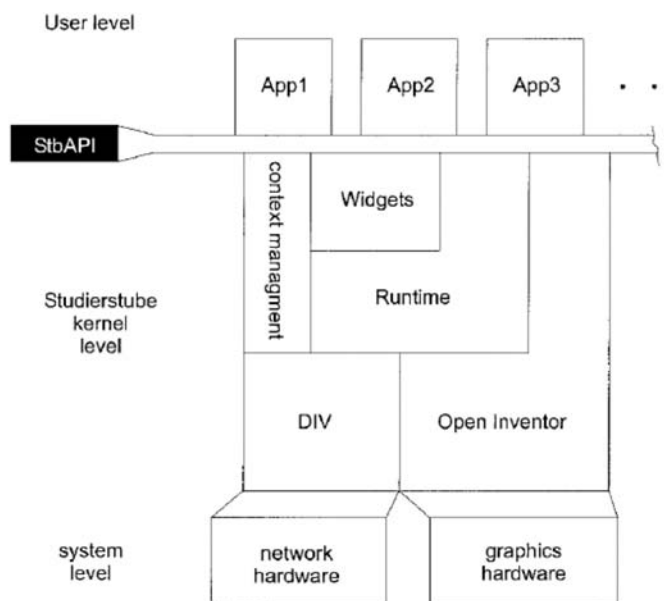 User level
App1
App2
App3
. .
StbAPI
context managment
Widgets
Runtime
Studierstube
kernel
level
DIV
Open Inventor
system
level
network
hardware
graphics
hardware